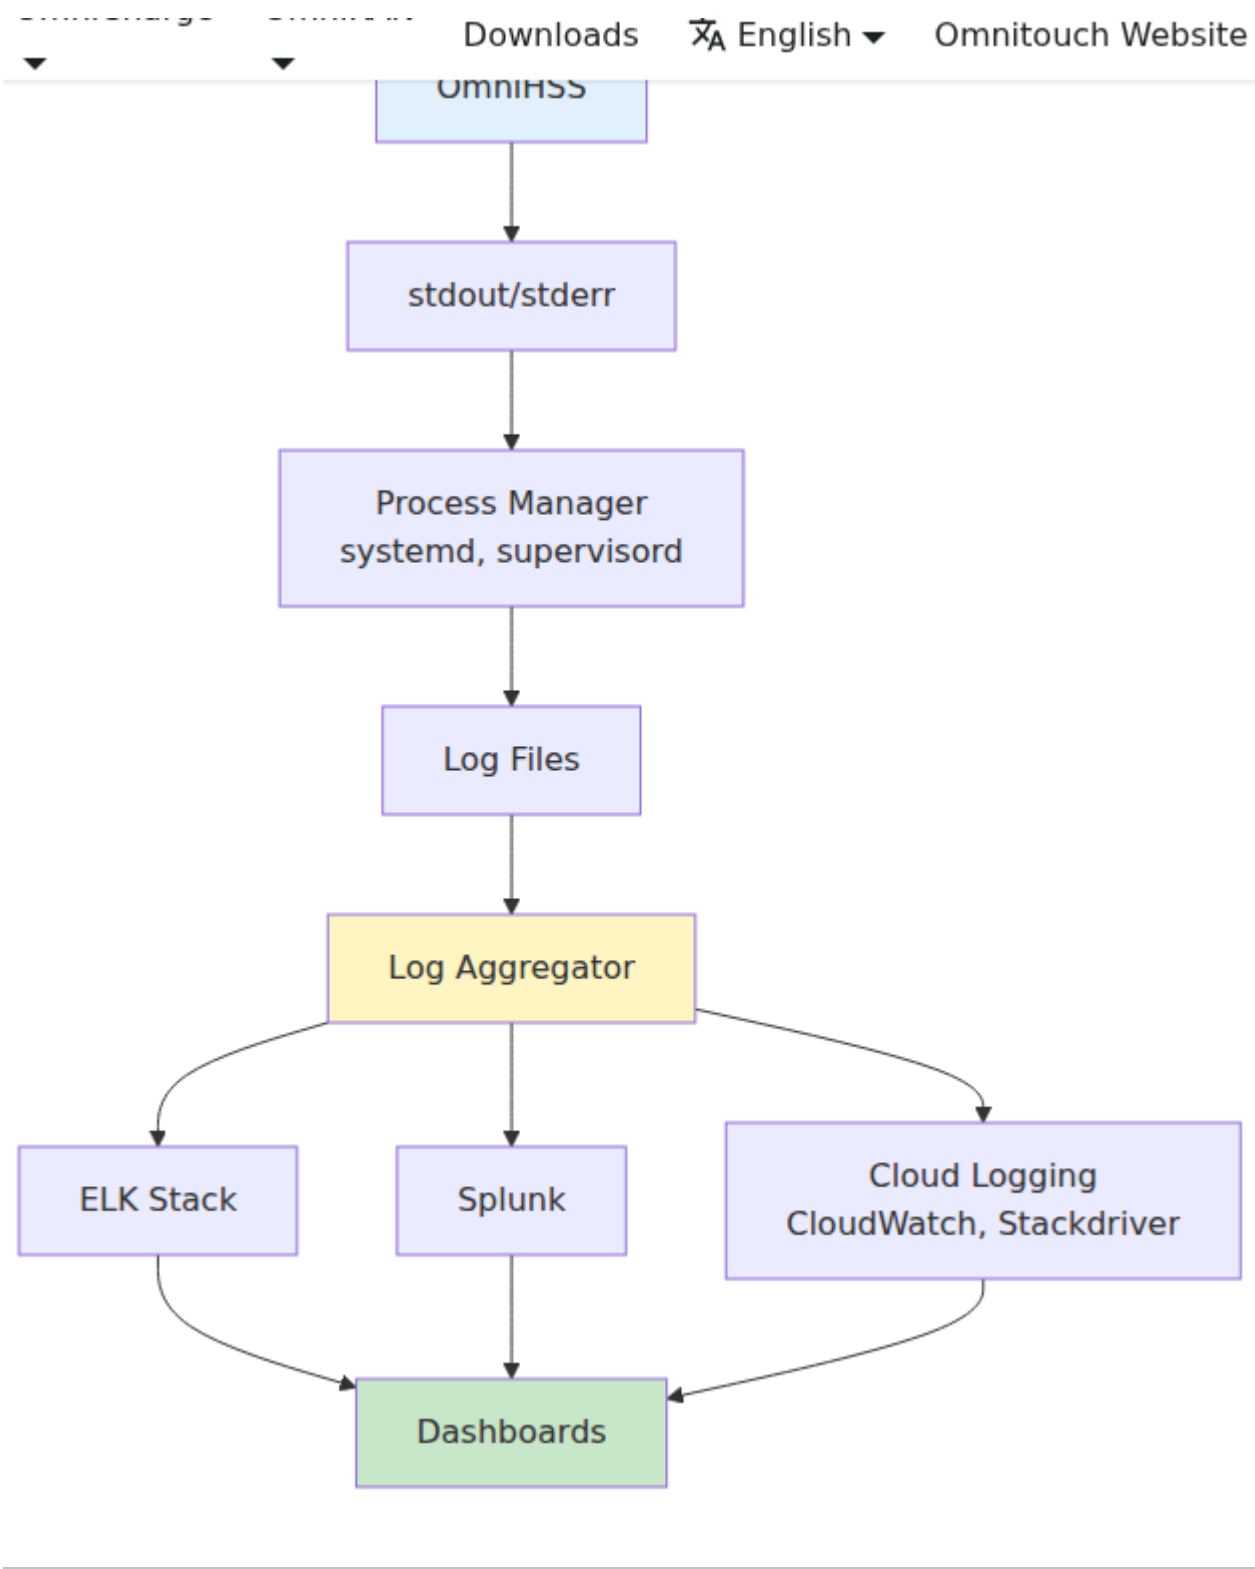 Downloads
English
Omnitouch Website
OmniHSS
stdout/stderr
Process Manager
systemd, supervisord
Log Files
Log Aggregator
ELK Stack
Splunk
Cloud Logging
CloudWatch, Stackdriver
Dashboards